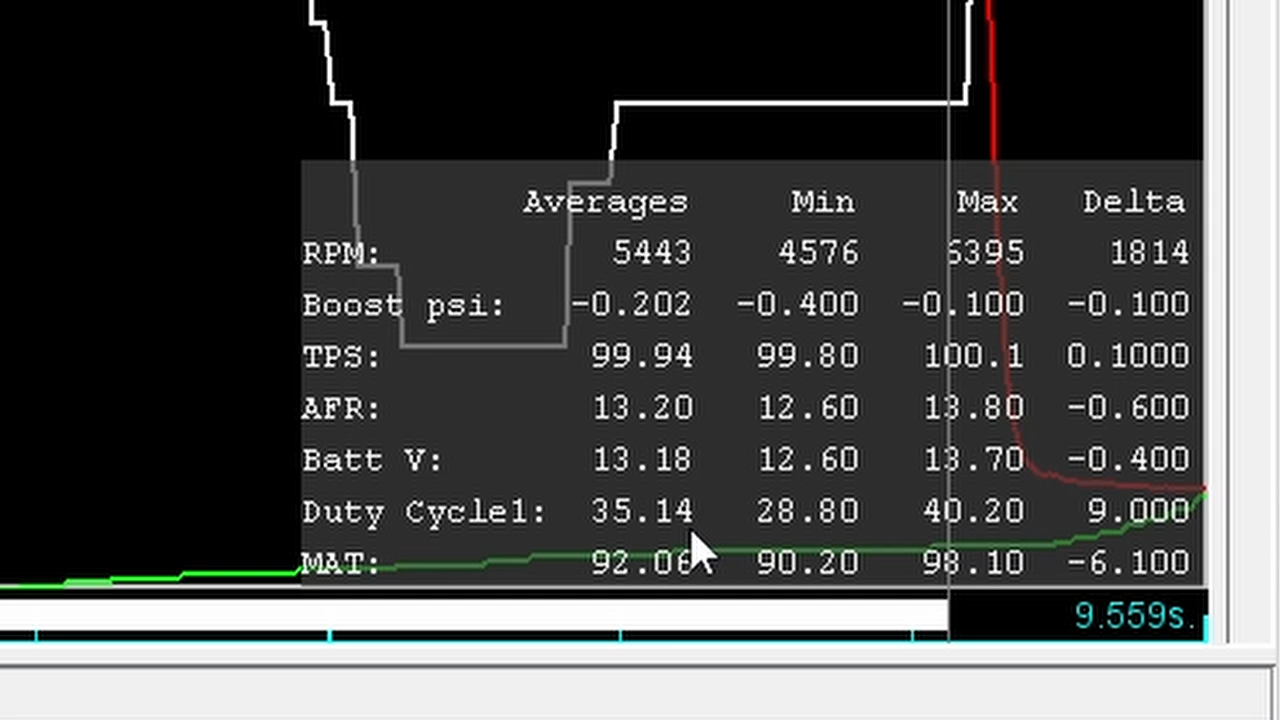 Averages Min Max Delta
RPM: 5443 4576 6395 1814
Boost psi: -0.202 -0.400 -0.100 -0.100
TPS: 99.94 99.80 100.1 0.1000
AFR: 13.20 12.60 13.80 -0.600
Batt V: 13.18 12.60 13.70 -0.400
Duty Cycle1: 35.14 28.80 40.20 9.000
MAT: 92.06 90.20 98.10 -6.100
9.559s.